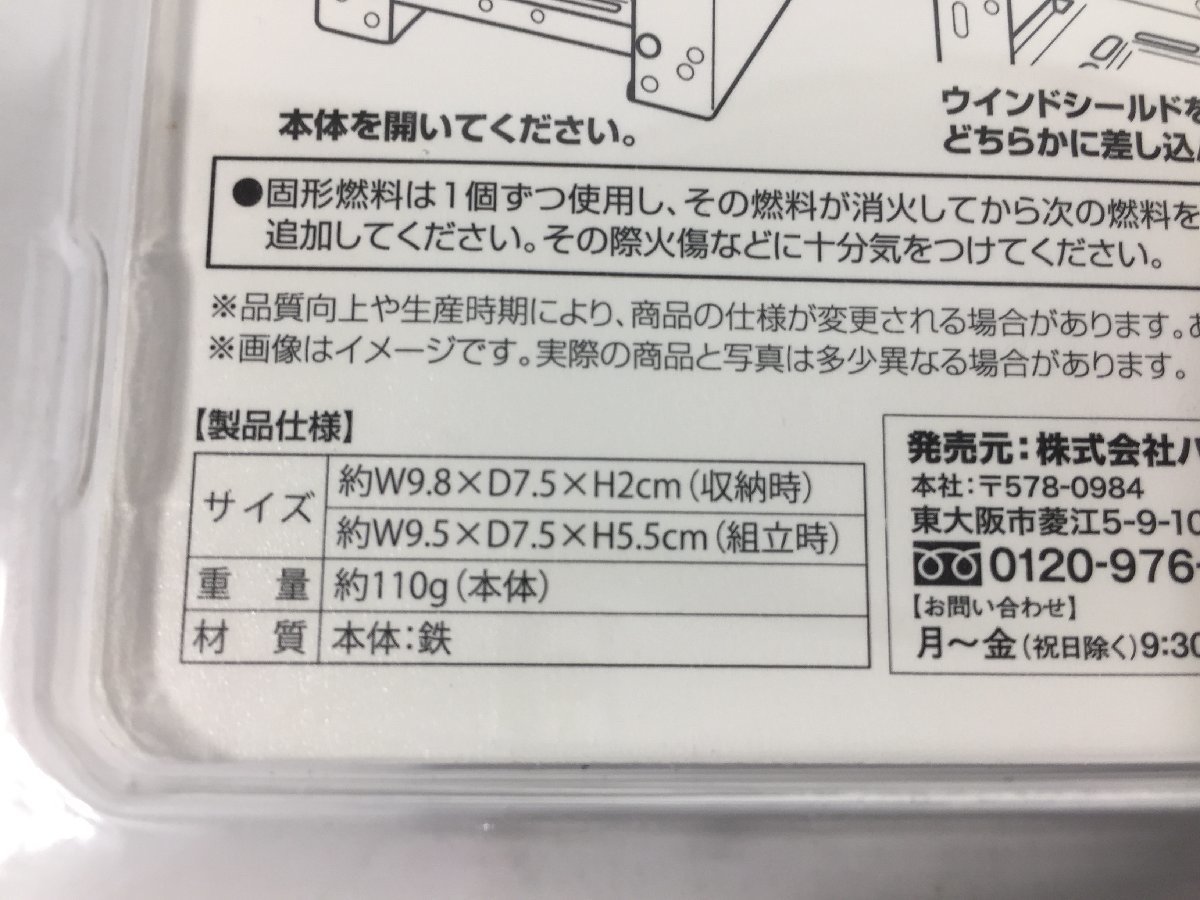 本体を開いてください。
ウインドシールドを
どちらかに差し込
●固形燃料は1個ずつ使用し、その燃料が消火してから次の燃料を
追加してください。その際火傷などに十分気をつけてください。
※品質向上や生産時期により、商品の仕様が変更される場合があります。
※画像はイメージです。実際の商品と写真は多少異なる場合があります。
【製品仕様】
サイズ 約W9.8×D7.5×H2cm(収納時)
約W9.5×D7.5×H5.5cm(組立時)
重量 約110g(本体)
材質 本体:鉄
発売元:株式会社ハ
本社:〒578-0984
東大阪市菱江5-9-10
0120-976-
【お問い合わせ】
月〜金(祝日除く)9:30